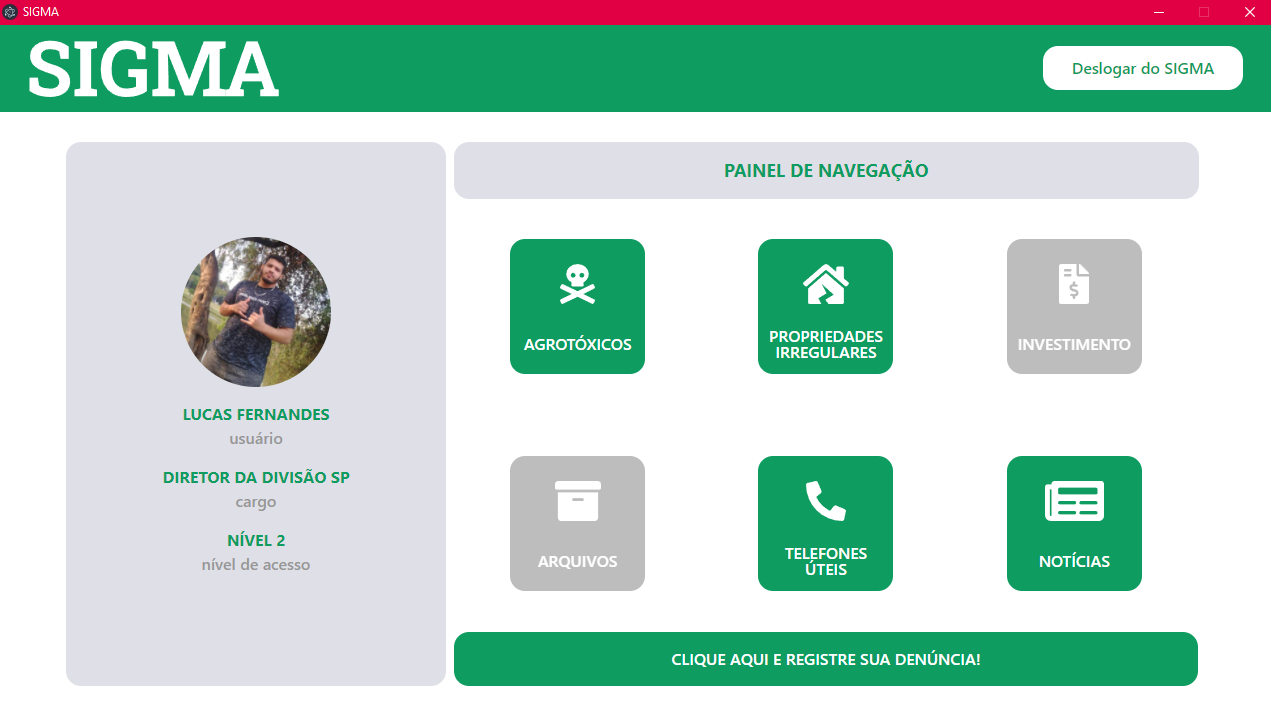 SIGMA
SIGMA
Deslogar do SIGMA
LUCAS FERNANDES
usuário
DIRETOR DA DIVISÃO SP
cargo
NÍVEL 2
nível de acesso
PAINEL DE NAVEGAÇÃO
AGROTÓXICOS
PROPRIEDADES
IRREGULARES
INVESTIMENTO
ARQUIVOS
TELEFONES
ÚTEIS
NOTÍCIAS
CLIQUE AQUI E REGISTRE SUA DENÚNCIA!